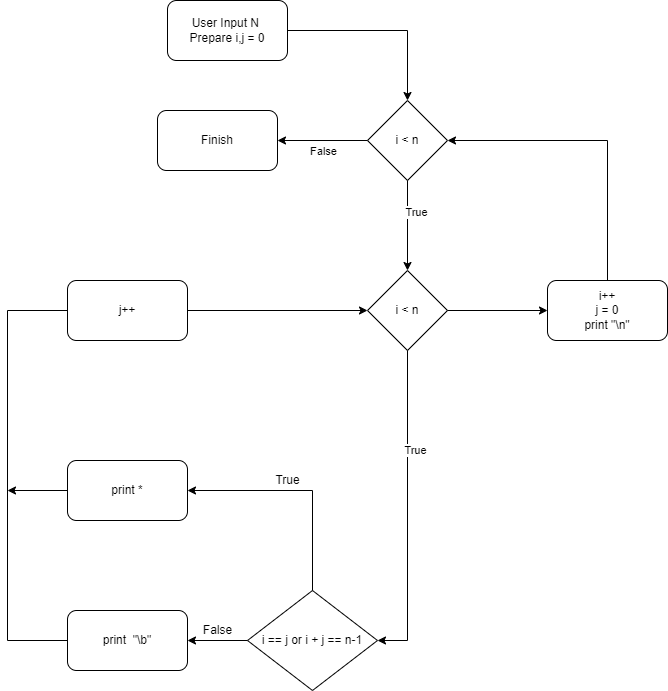 User Input N
Prepare i,j = 0
Finish
False
i < n
True
j++
i < n
i++
j = 0
print "\n"
True
print *
True
print "\b"
False
i == j or i + j == n-1